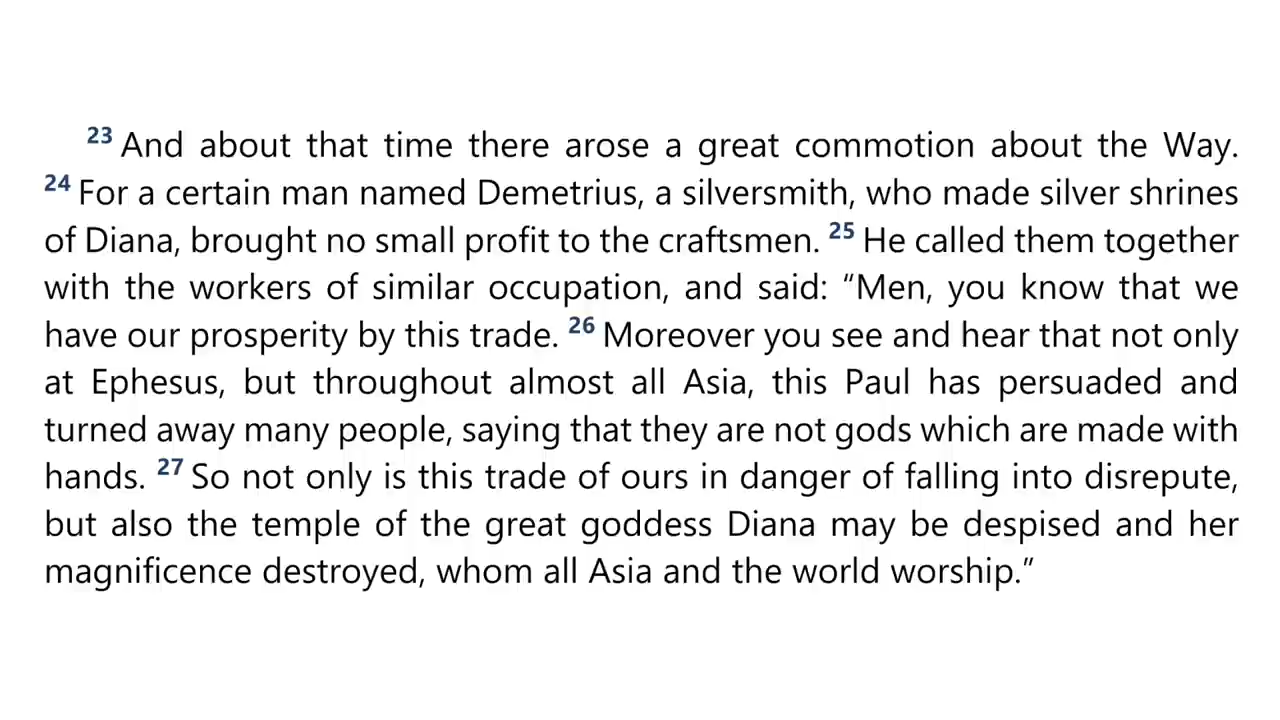 23 And about that time there arose a great commotion about the Way.
24 For a certain man named Demetrius, a silversmith, who made silver shrines
of Diana, brought no small profit to the craftsmen. 25 He called them together
with the workers of similar occupation, and said: “Men, you know that we
have our prosperity by this trade. 26 Moreover you see and hear that not only
at Ephesus, but throughout almost all Asia, this Paul has persuaded and
turned away many people, saying that they are not gods which are made with
hands. 27 So not only is this trade of ours in danger of falling into disrepute,
but also the temple of the great goddess Diana may be despised and her
magnificence destroyed, whom all Asia and the world worship.”